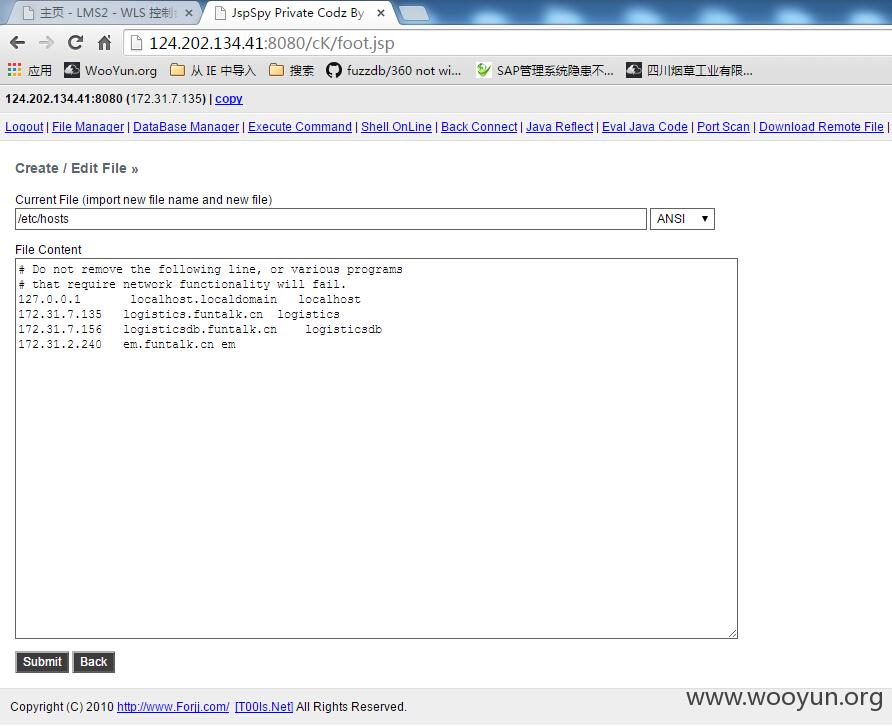 主页 - LMS2 - WLS 控制
JspSpy Private Codz By
124.202.134.41:8080/cK/foot.jsp
应用 WooYun.org 从 IE 中导入 搜索 fuzzdb/360 not wi... SAP管理系统隐患不... 四川烟草工业有限...
124.202.134.41:8080 (172.31.7.135) | copy
Logout | File Manager | DataBase Manager | Execute Command | Shell OnLine | Back Connect | Java Reflect | Eval Java Code | Port Scan | Download Remote File |
Create / Edit File »
Current File (import new file name and new file)
/etc/hosts ANSI
File Content
# Do not remove the following line, or various programs
# that require network functionality will fail.
127.0.0.1 localhost.localdomain localhost
172.31.7.135 logistics.funtalk.cn logistics
172.31.7.156 logisticsdb.funtalk.cn logisticsdb
172.31.2.240 em.funtalk.cn em
Submit Back
Copyright (C) 2010 http://www.Forjj.com/ [T00ls.Net] All Rights Reserved.
www.wooyun.org